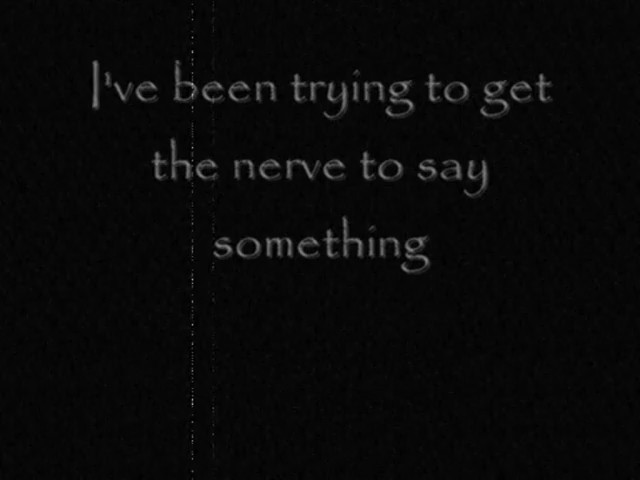 I've been trying to get
the nerve to say
something